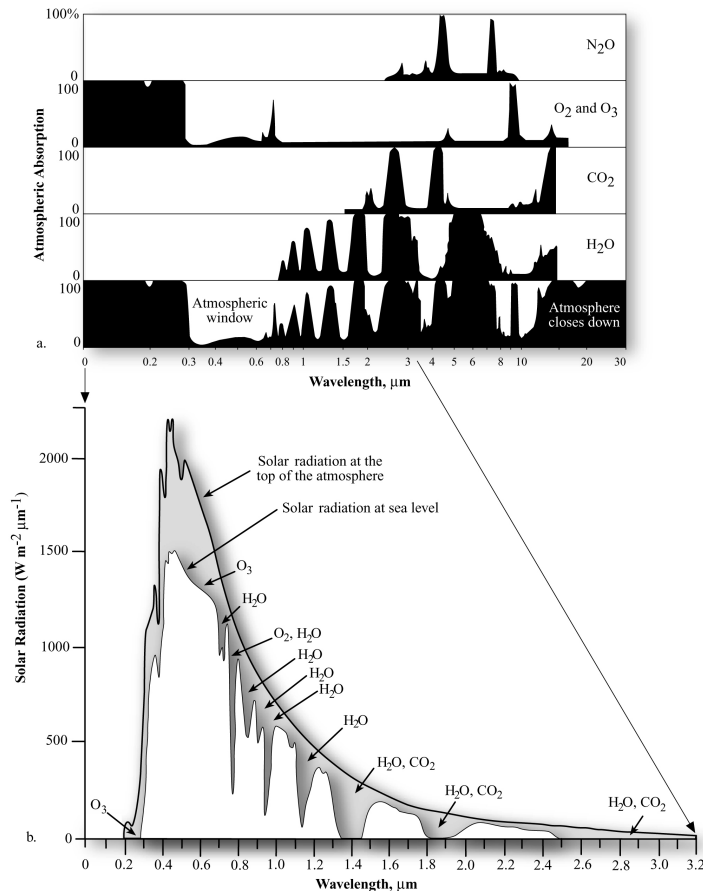 100%
0
N2O
100
0
O2 and O3
100
0
CO2
100
0
H2O
100
0
Atmospheric Absorption
Atmospheric
window
Atmosphere
closes down
a.
0 0.2 0.3 0.4 0.6 0.8 1 1.5 2 3 4 5 6 8 10 20 30
Wavelength, μm
2000
1500
1000
500
0
Solar Radiation (W m-2 μm-1)
Solar radiation at the
top of the atmosphere
Solar radiation at sea level
O3
H2O
O2, H2O
H2O
H2O
H2O
H2O
H2O, CO2
H2O, CO2
H2O, CO2
O3
b.
0 0.2 0.4 0.6 0.8 1.0 1.2 1.4 1.6 1.8 2.0 2.2 2.4 2.6 2.8 3.0 3.2
Wavelength, μm